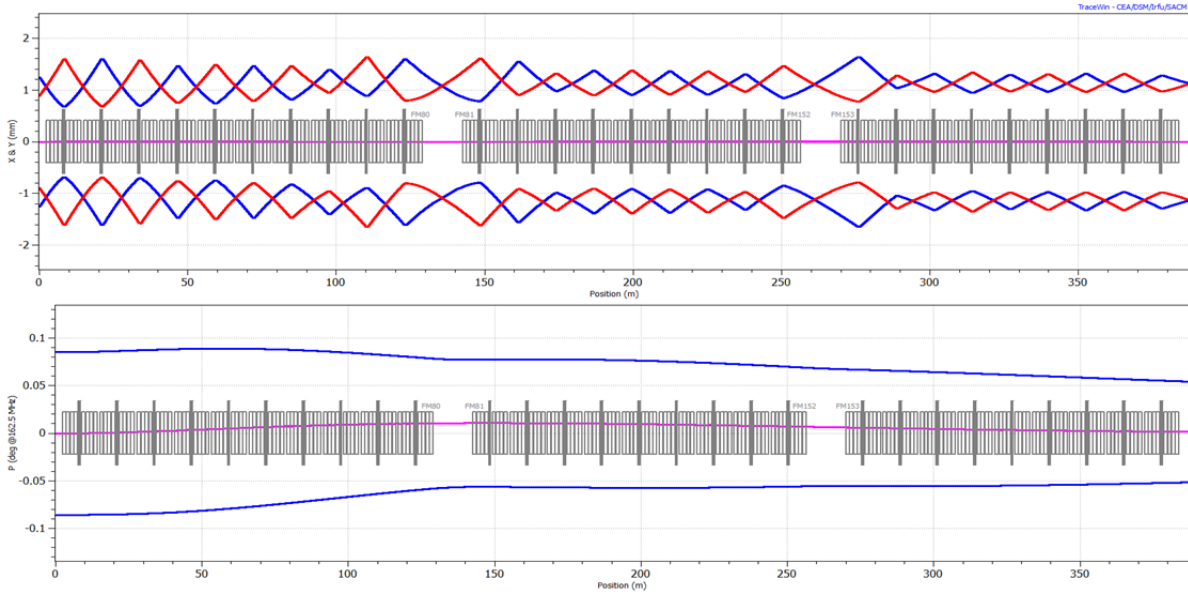 TraceWin - CEA/DSM/Irfu/SACM
X & Y (mm)
2
1
0
-1
-2
FM80 FM81 FM152 FM153
0 50 100 150 200 250 300 350
Position (m)
P (deg @162.5 MHz)
0.1
0.05
0
-0.05
-0.1
FM80 FM81 FM152 FM153
0 50 100 150 200 250 300 350
Position (m)